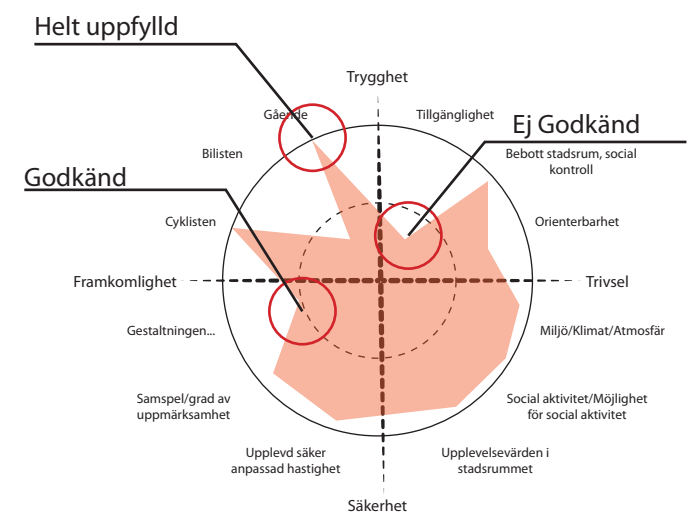 Helt uppfylld
Trygghet
Gående
Tillgänglighet
Ej Godkänd
Bilisten
Bebott stadsrum, social
kontroll
Godkänd
Cyklisten
Orienterbarhet
Framkomlighet
Trivsel
Gestaltningen...
Miljö/Klimat/Atmosfär
Samspel/grad av
uppmärksamhet
Social aktivitet/Möjlighet
för social aktivitet
Upplevd säker
anpassad hastighet
Upplevelsevärden i
stadsrummet
Säkerhet